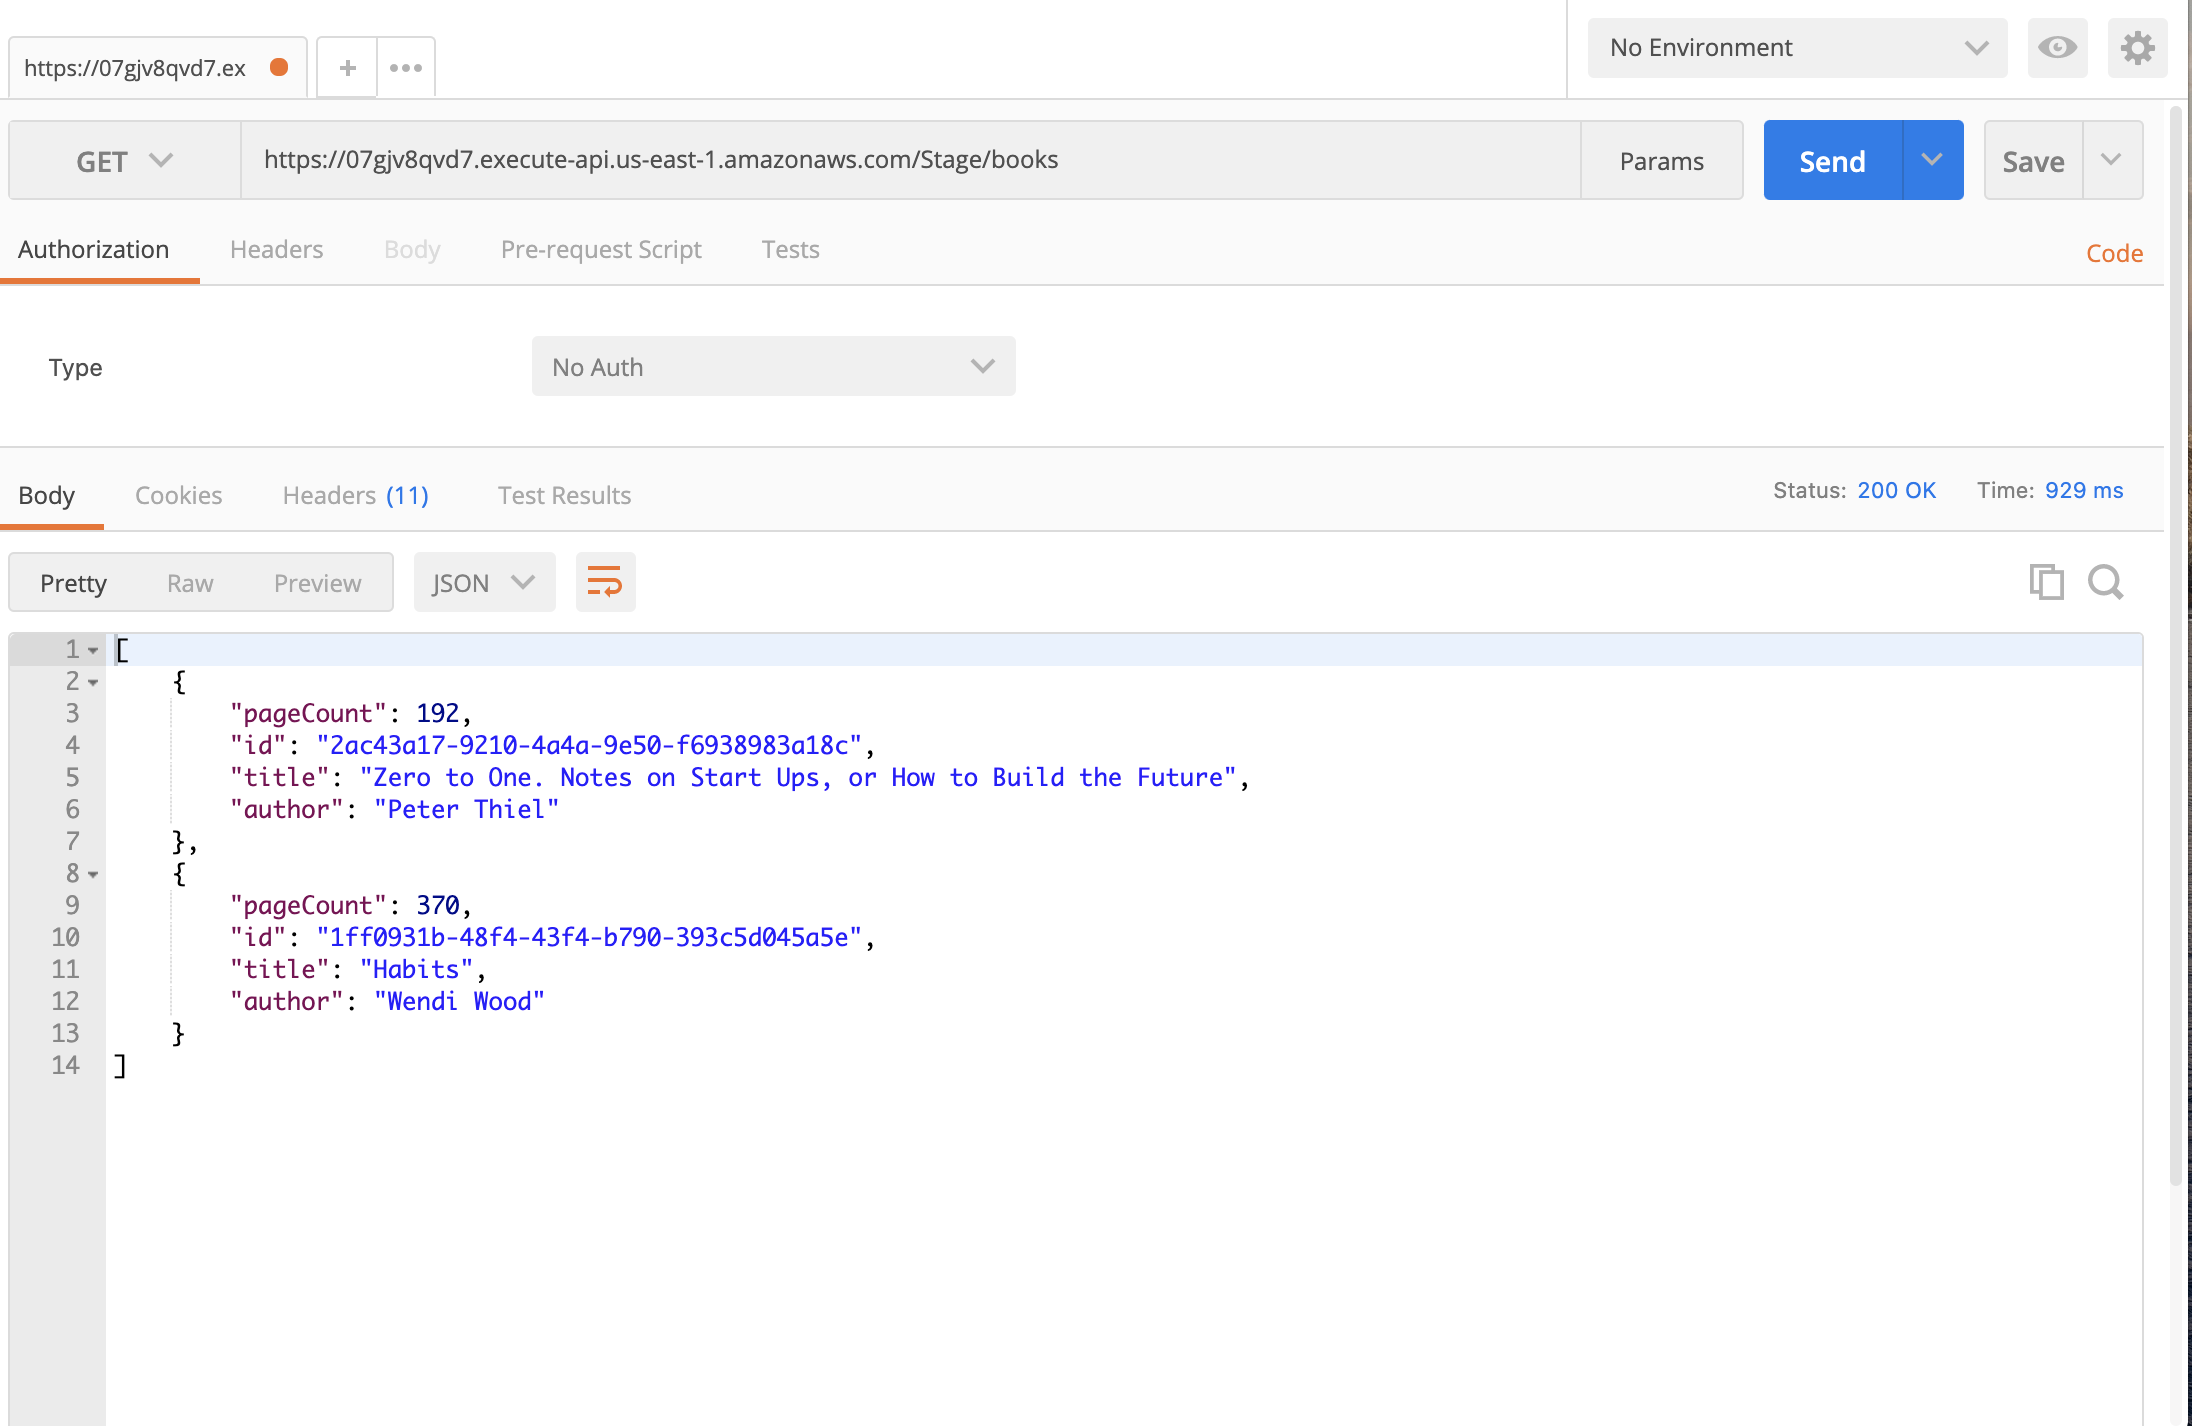 https://07gjv8qvd7.ex
No Environment
GET https://07gjv8qvd7.execute-api.us-east-1.amazonaws.com/Stage/books Params Send Save
Authorization Headers Body Pre-request Script Tests Code
Type No Auth
Body Cookies Headers (11) Test Results Status: 200 OK Time: 929 ms
Pretty Raw Preview JSON
1 [
2 {
3 "pageCount": 192,
4 "id": "2ac43a17-9210-4a4a-9e50-f6938983a18c",
5 "title": "Zero to One. Notes on Start Ups, or How to Build the Future",
6 "author": "Peter Thiel"
7 },
8 {
9 "pageCount": 370,
10 "id": "1ff0931b-48f4-43f4-b790-393c5d045a5e",
11 "title": "Habits",
12 "author": "Wendi Wood"
13 }
14 ]